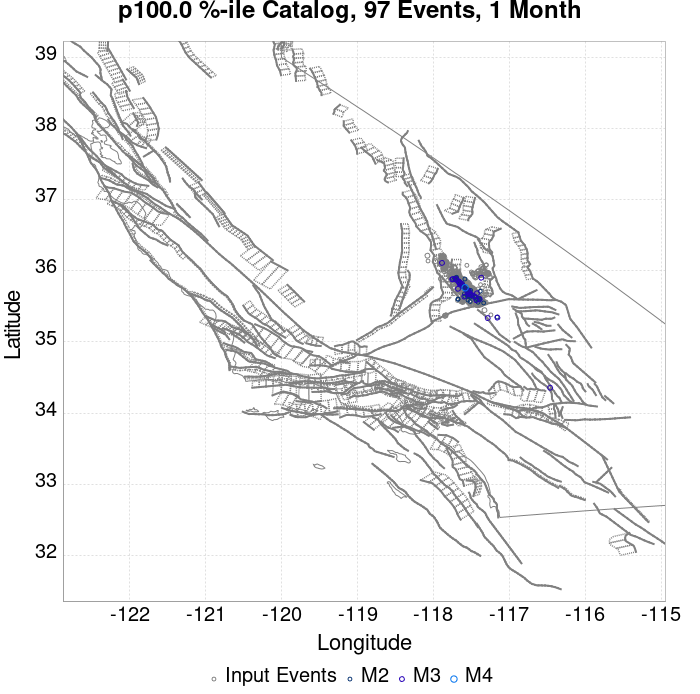 p100.0 %-ile Catalog, 97 Events, 1 Month
39
38
37
36
35
34
33
32
Latitude
-122
-121
-120
-119
-118
-117
-116
-115
Longitude
Input Events
M2
M3
M4